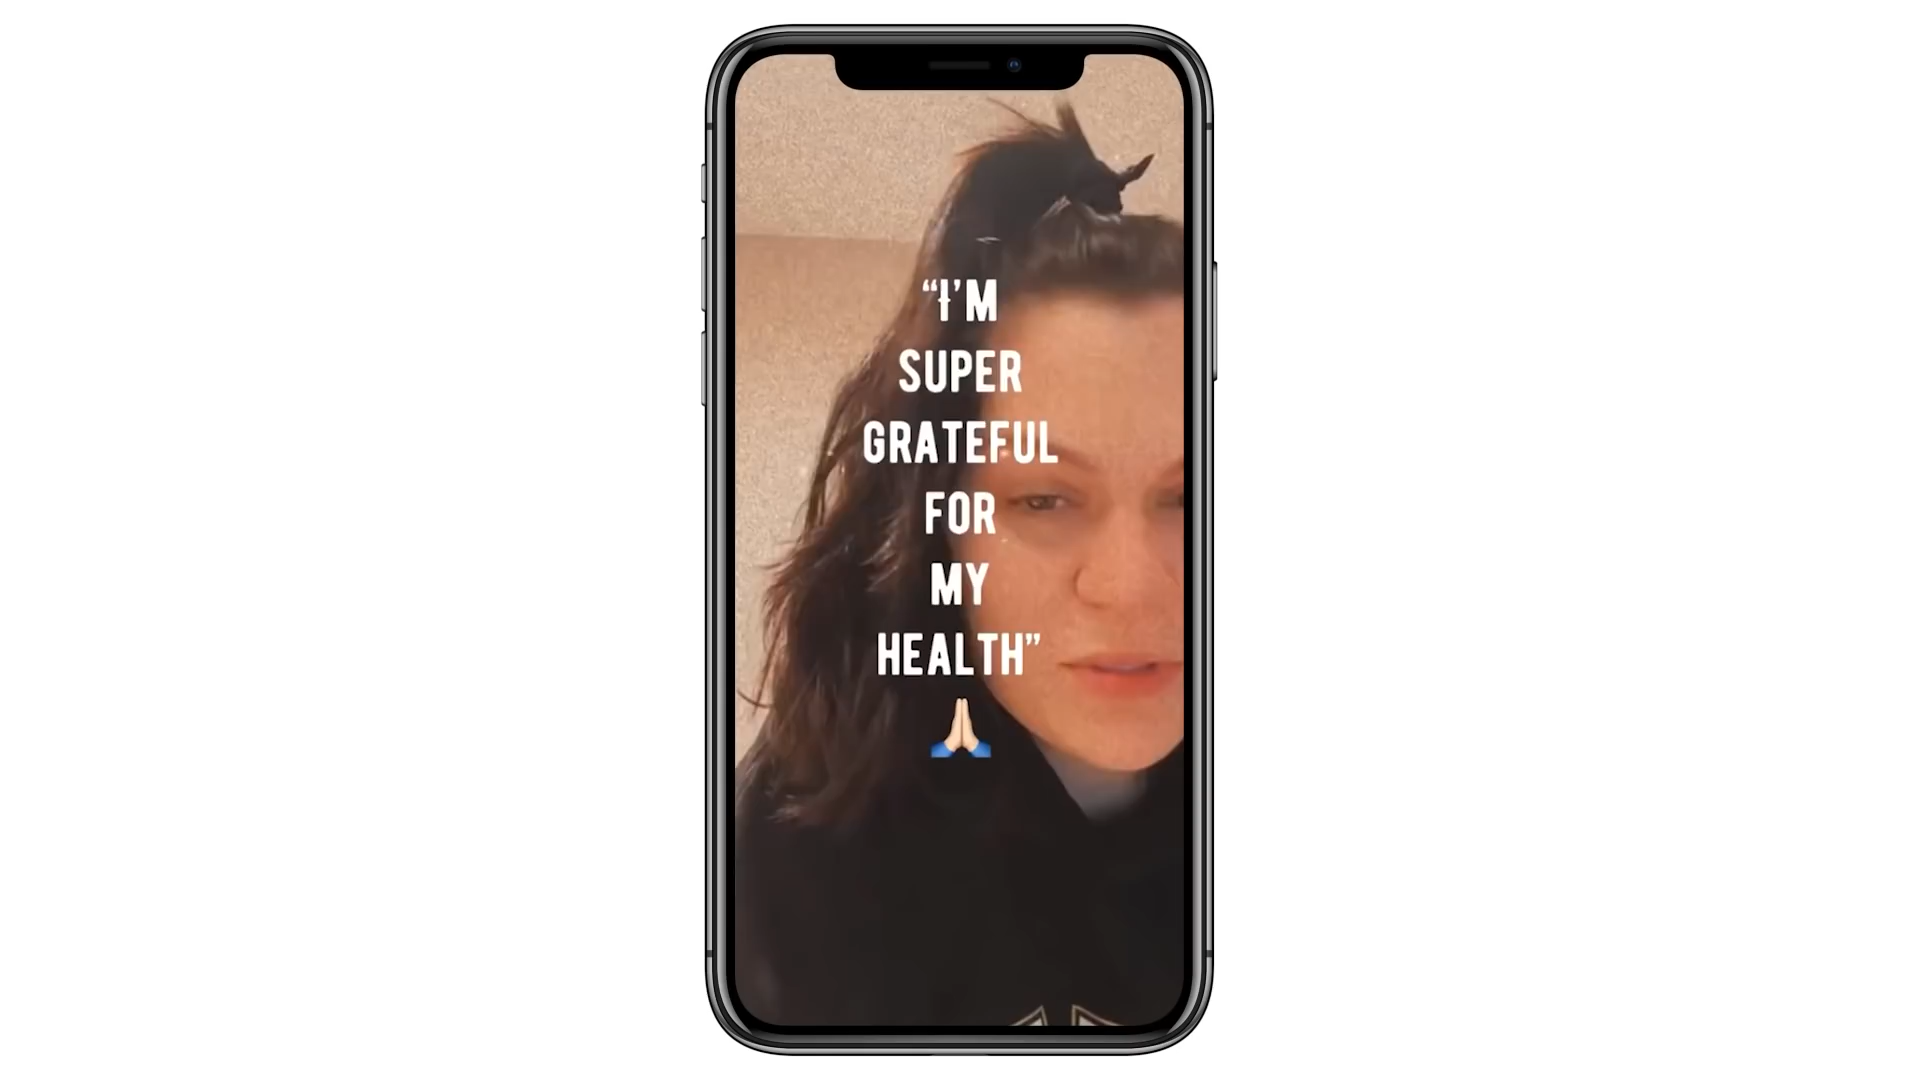 “I’M
SUPER
GRATEFUL
FOR
MY
HEALTH”
🙏🏻